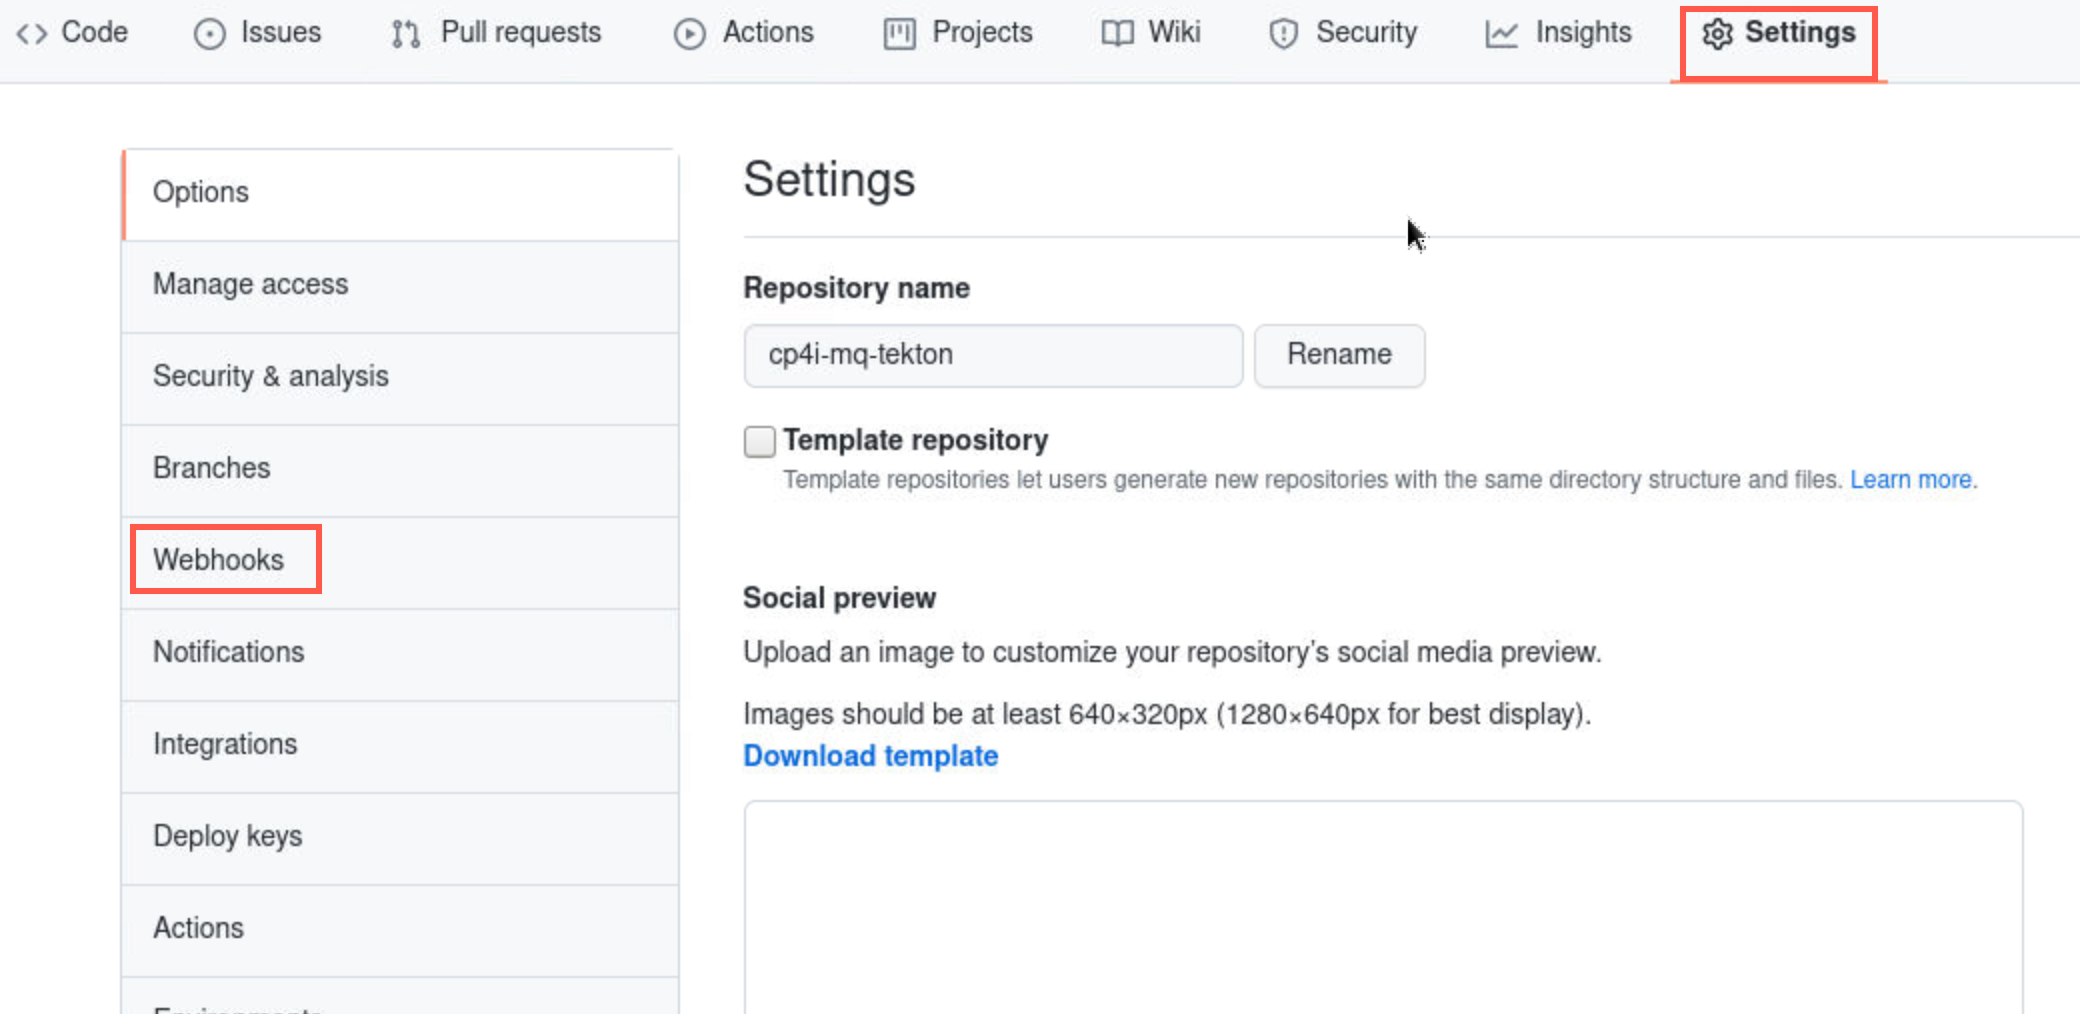 Code Issues Pull requests Actions Projects Wiki Security Insights Settings
Options
Manage access
Security & analysis
Branches
Webhooks
Notifications
Integrations
Deploy keys
Actions
Settings
Repository name
cp4i-mq-tekton Rename
Template repository
Template repositories let users generate new repositories with the same directory structure and files. Learn more.
Social preview
Upload an image to customize your repository's social media preview.
Images should be at least 640×320px (1280×640px for best display).
Download template